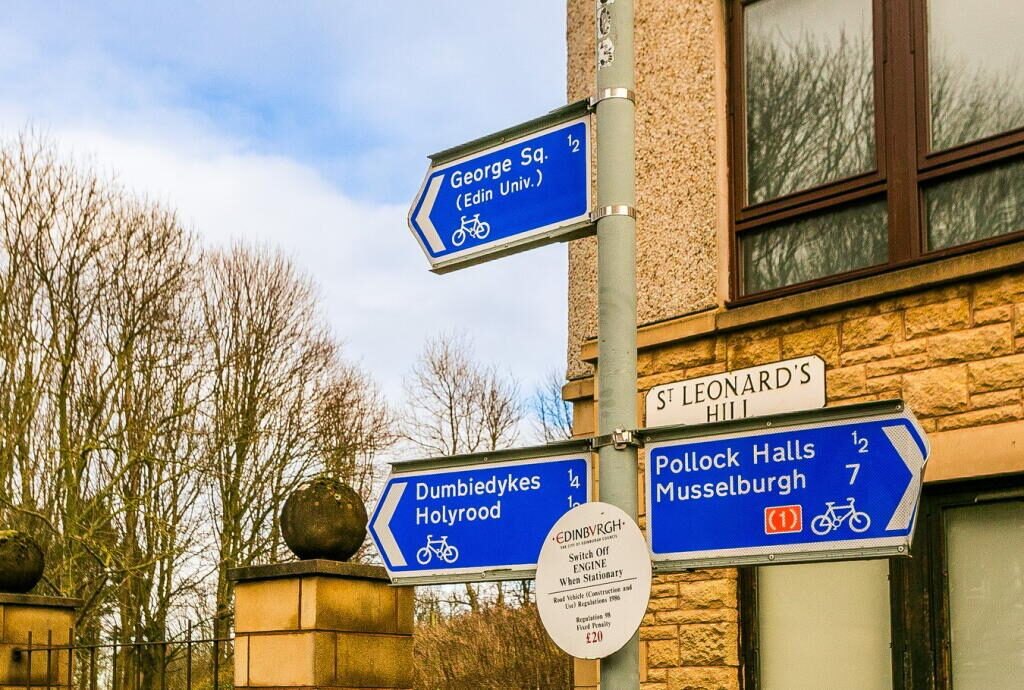 George Sq. ½
(Edin Univ.)
ST LEONARD'S
HILL
Dumbiedykes ¼
Holyrood
Pollock Halls ½
Musselburgh 7
(1)
·EDINBVRGH·
THE CITY OF EDINBURGH COUNCIL
Switch Off
ENGINE
When Stationary
Road Vehicle (Construction and
Use) Regulations 1986
Regulation 98
Fixed Penalty
£20